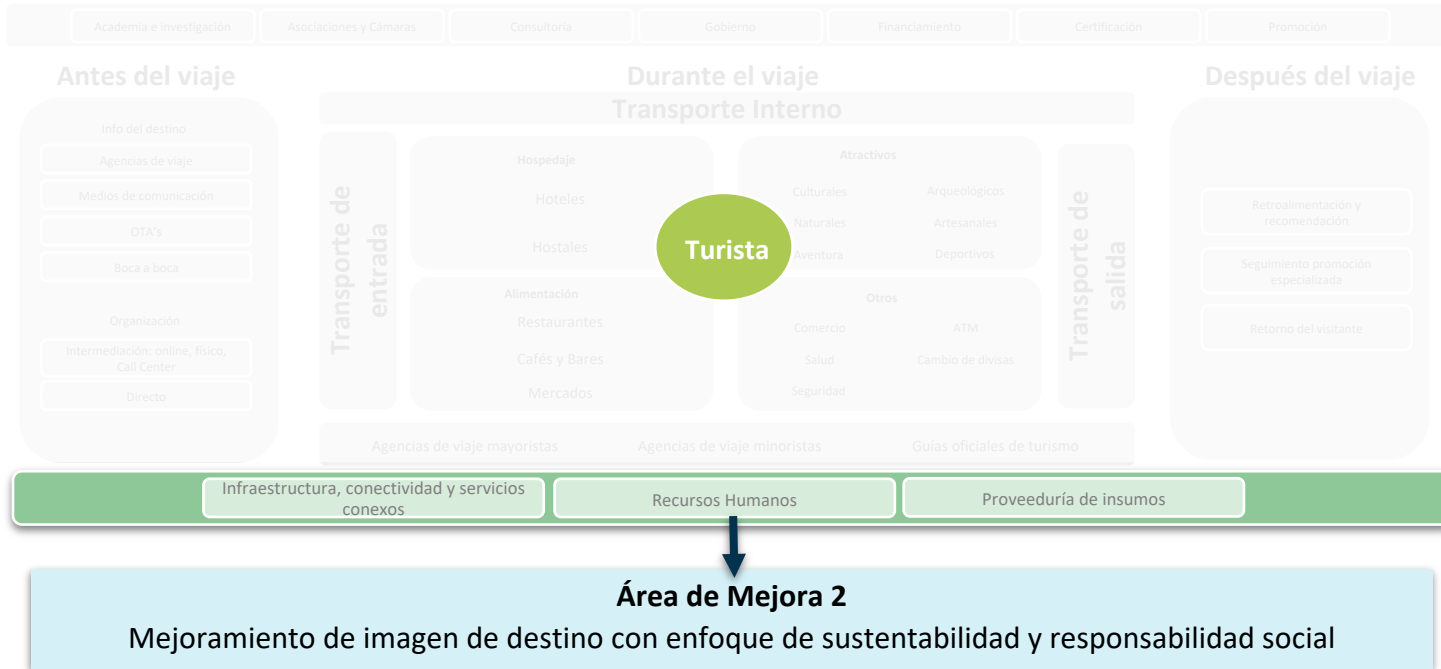 Academia e investigación
Asociaciones y Cámaras
Consultoría
Gobierno
Financiamiento
Certificación
Promoción
Antes del viaje
Info del destino
Agencias de viaje
Medios de comunicación
OTA's
Boca a boca
Organización
Intermediación: online, físico,
Call Center
Directo
Durante el viaje
Transporte Interno
Transporte de
entrada
Hospedaje
Hoteles
Hostales
Alimentación
Restaurantes
Cafés y Bares
Mercados
Turista
Atractivos
Culturales
Arqueológicos
Naturales
Artesanales
Aventura
Deportivos
Otros
Comercio
ATM
Salud
Cambio de divisas
Seguridad
Transporte de
salida
Agencias de viaje mayoristas
Agencias de viaje minoristas
Guías oficiales de turismo
Después del viaje
Retroalimentación y
recomendación
Seguimiento promoción
especializada
Retorno del visitante
Infraestructura, conectividad y servicios
conexos
Recursos Humanos
Proveeduría de insumos
Área de Mejora 2
Mejoramiento de imagen de destino con enfoque de sustentabilidad y responsabilidad social